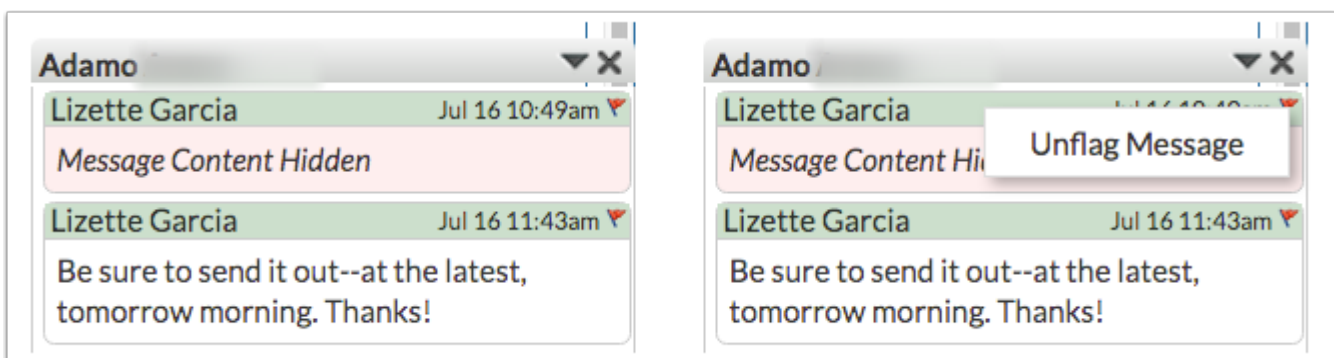 Adamo
Lizette Garcia Jul 16 10:49am
Message Content Hidden
Lizette Garcia Jul 16 11:43am
Be sure to send it out--at the latest,
tomorrow morning. Thanks!
Adamo
Lizette Garcia
Unflag Message
Message Content
Lizette Garcia Jul 16 11:43am
Be sure to send it out--at the latest,
tomorrow morning. Thanks!